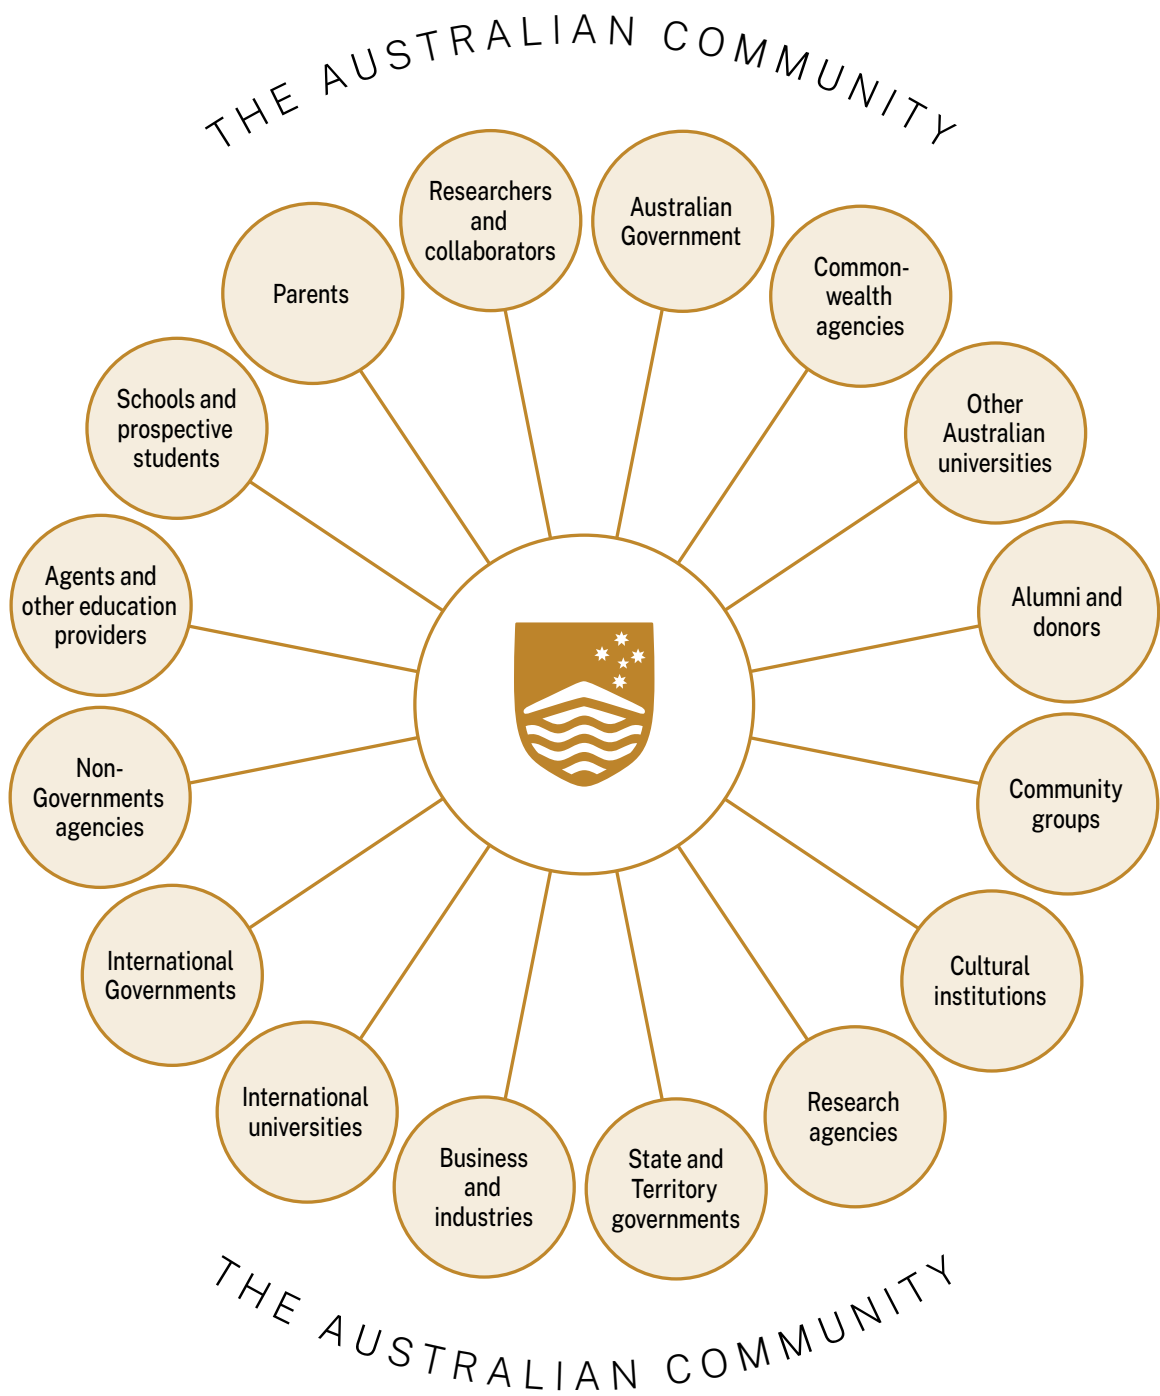 THE AUSTRALIAN COMMUNITY
Researchers
and
collaborators
Australian
Government
Common-
wealth
agencies
Other
Australian
universities
Alumni and
donors
Community
groups
Cultural
institutions
Research
agencies
State and
Territory
governments
Business
and
industries
International
universities
International
Governments
Non-
Governments
agencies
Agents and
other education
providers
Schools and
prospective
students
Parents
THE AUSTRALIAN COMMUNITY